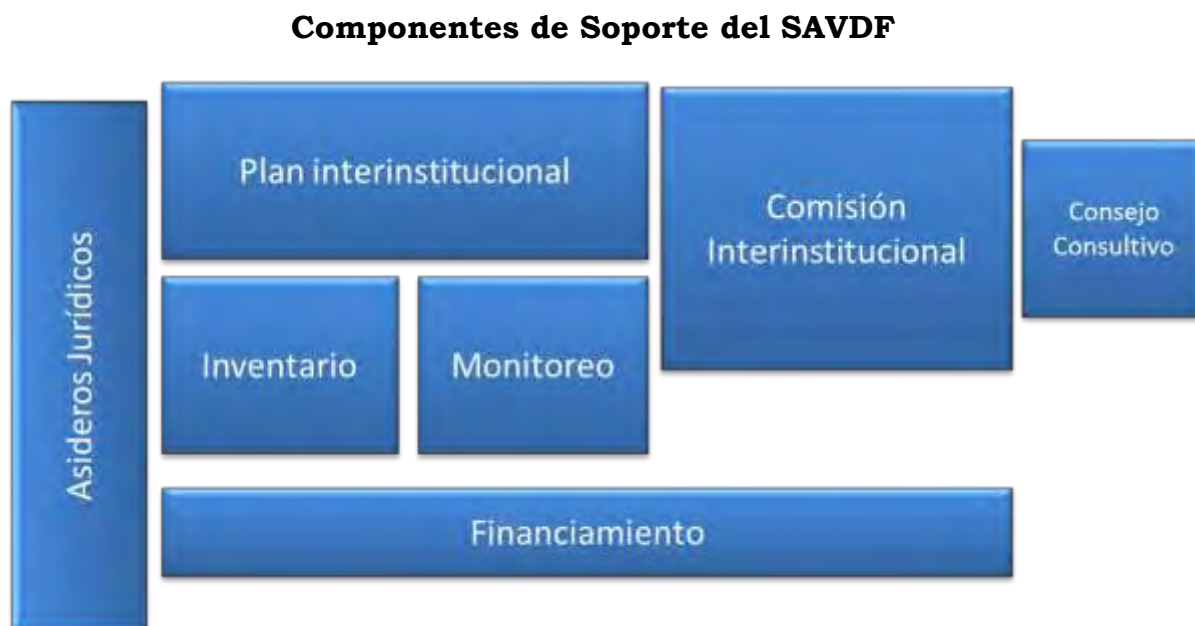 Componentes de Soporte del SAVDF
Asideros Jurídicos
Plan interinstitucional
Comisión
Interinstitucional
Consejo
Consultivo
Inventario
Monitoreo
Financiamiento